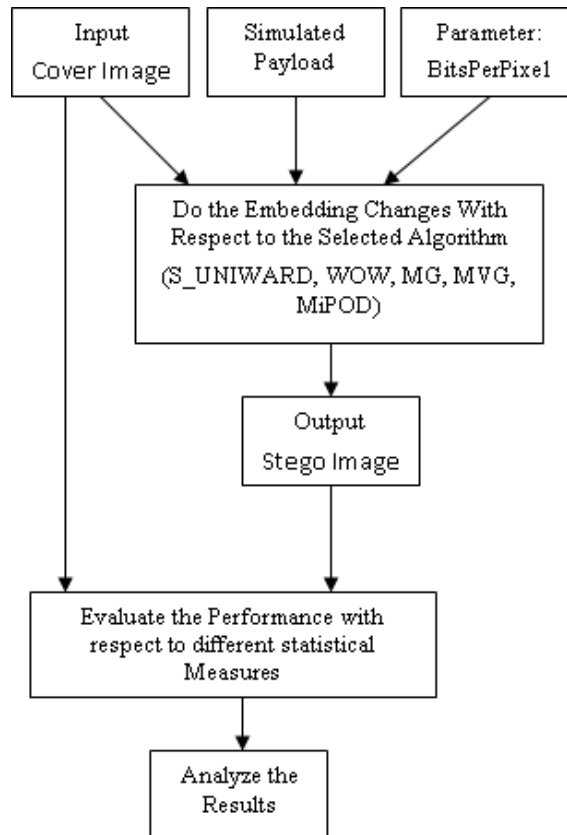 Input
Cover Image
Simulated
Payload
Parameter:
BitsPerPixel
Do the Embedding Changes With
Respect to the Selected Algorithm
(S_UNIWARD, WOW, MG, MVG,
MiPOD)
Output
Stego Image
Evaluate the Performance with
respect to different statistical
Measures
Analyze the
Results